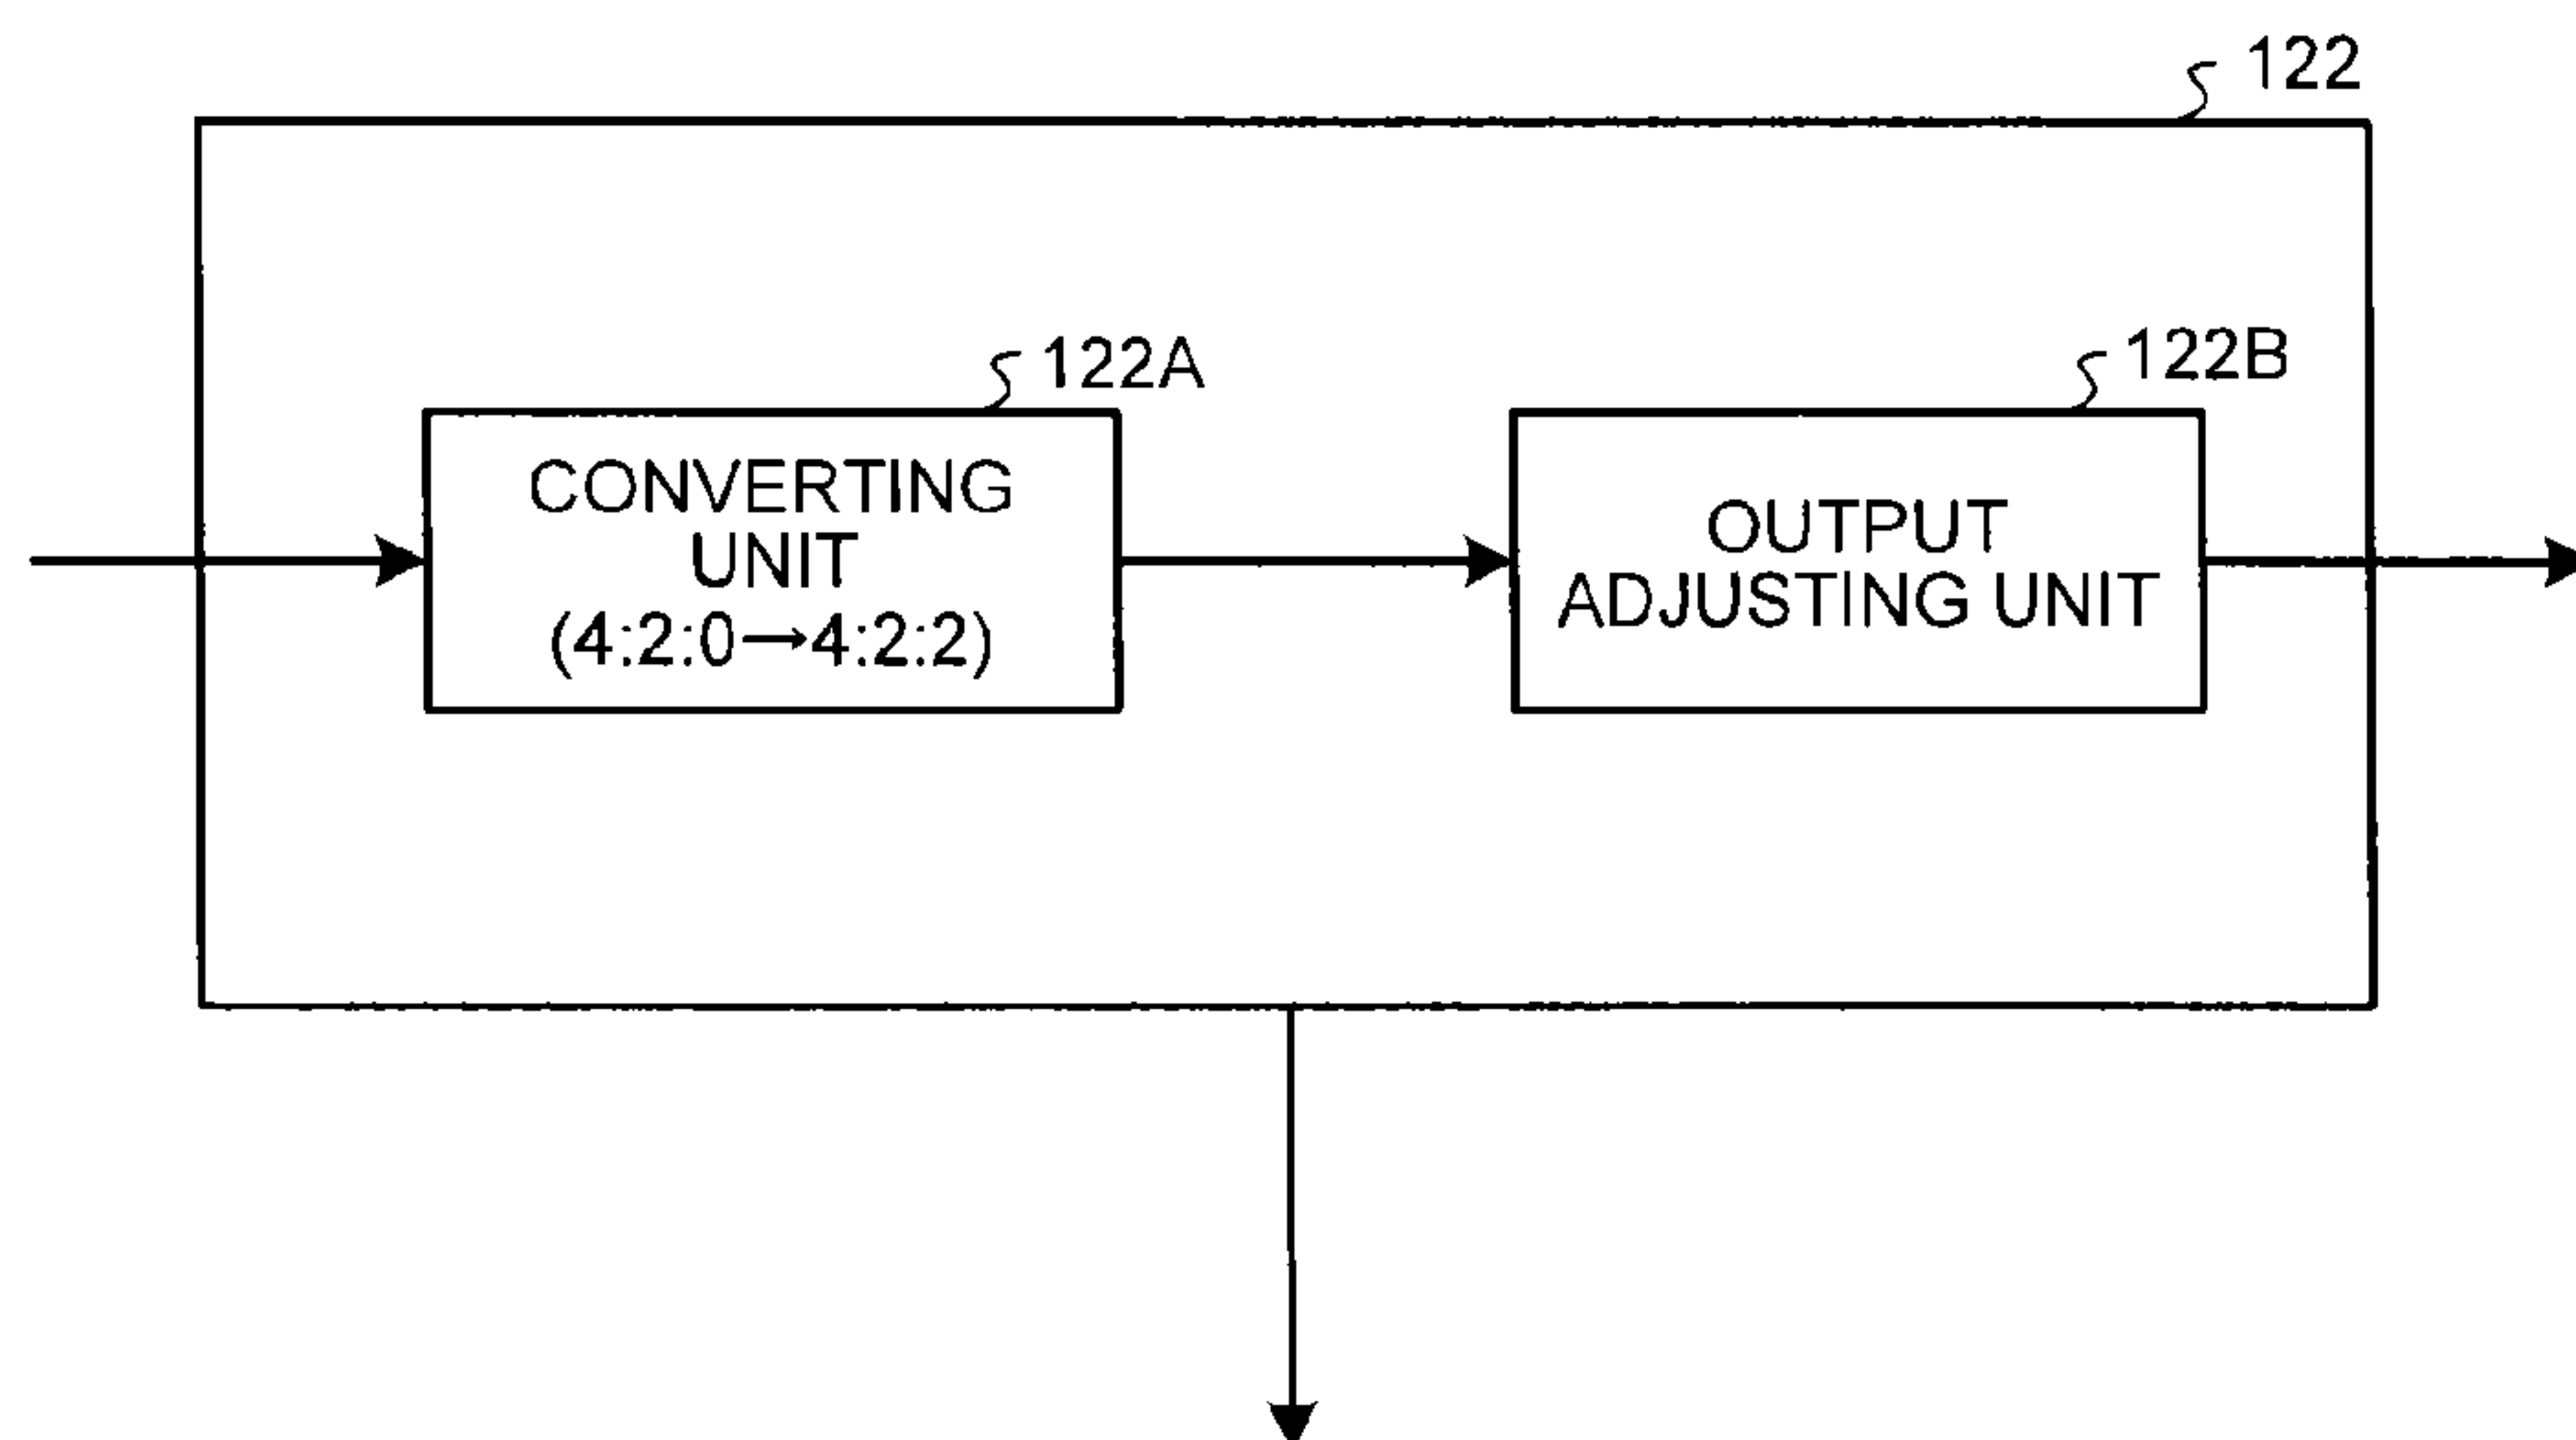 122
122A
122B
CONVERTING
UNIT
(4:2:0→4:2:2)
OUTPUT
ADJUSTING UNIT